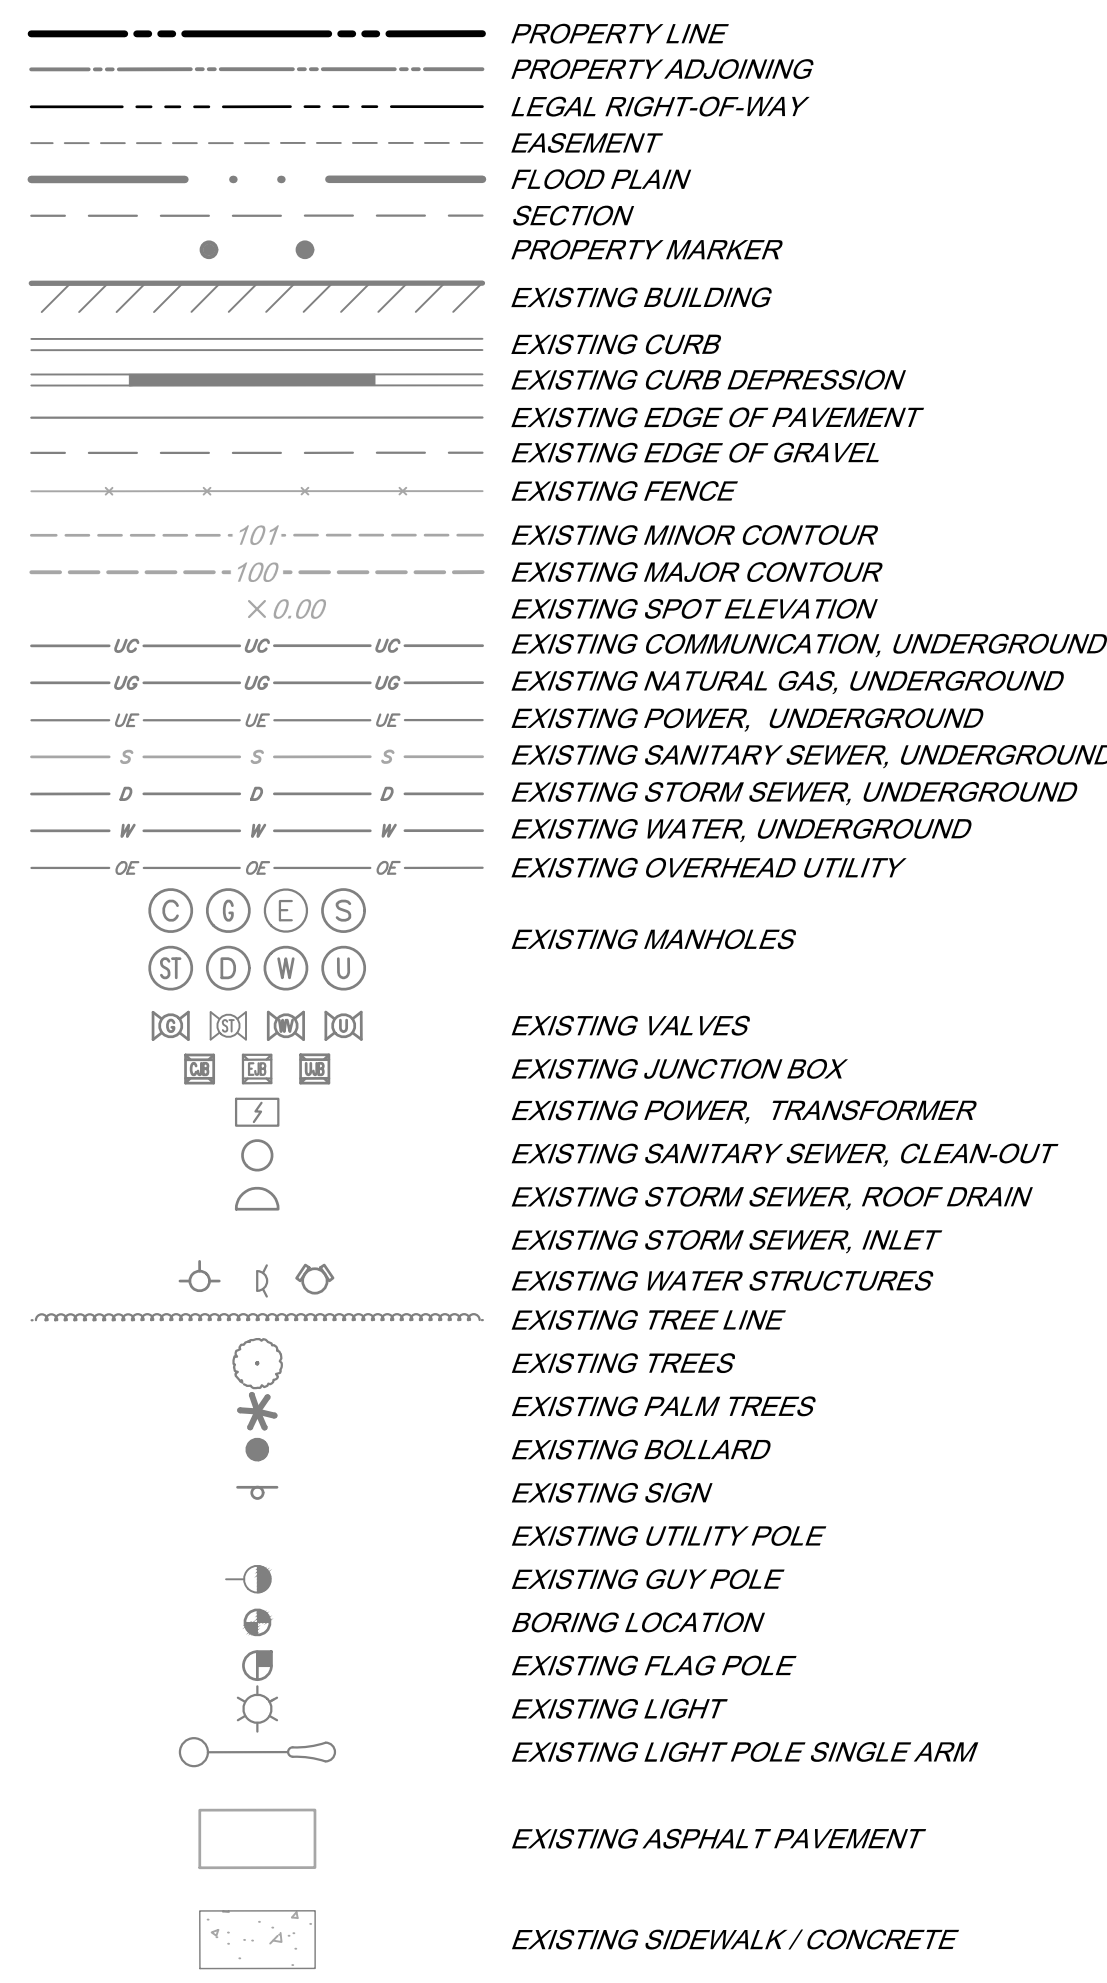 PROPERTY LINE
PROPERTY ADJOINING
LEGAL RIGHT-OF-WAY
EASEMENT
FLOOD PLAIN
SECTION
PROPERTY MARKER
EXISTING BUILDING
EXISTING CURB
EXISTING CURB DEPRESSION
EXISTING EDGE OF PAVEMENT
EXISTING EDGE OF GRAVEL
EXISTING FENCE
101 EXISTING MINOR CONTOUR
100 EXISTING MAJOR CONTOUR
×0.00 EXISTING SPOT ELEVATION
UC UC UC EXISTING COMMUNICATION, UNDERGROUND
UG UG UG EXISTING NATURAL GAS, UNDERGROUND
UE UE UE EXISTING POWER, UNDERGROUND
S S S EXISTING SANITARY SEWER, UNDERGROUND
D D D EXISTING STORM SEWER, UNDERGROUND
W W W EXISTING WATER, UNDERGROUND
OE OE OE EXISTING OVERHEAD UTILITY
C G E S
EXISTING MANHOLES
ST D W U
G ST WV U EXISTING VALVES
CJB EJB UJB EXISTING JUNCTION BOX
EXISTING POWER, TRANSFORMER
EXISTING SANITARY SEWER, CLEAN-OUT
EXISTING STORM SEWER, ROOF DRAIN
EXISTING STORM SEWER, INLET
EXISTING WATER STRUCTURES
EXISTING TREE LINE
EXISTING TREES
EXISTING PALM TREES
EXISTING BOLLARD
EXISTING SIGN
EXISTING UTILITY POLE
EXISTING GUY POLE
BORING LOCATION
EXISTING FLAG POLE
EXISTING LIGHT
EXISTING LIGHT POLE SINGLE ARM
EXISTING ASPHALT PAVEMENT
EXISTING SIDEWALK / CONCRETE